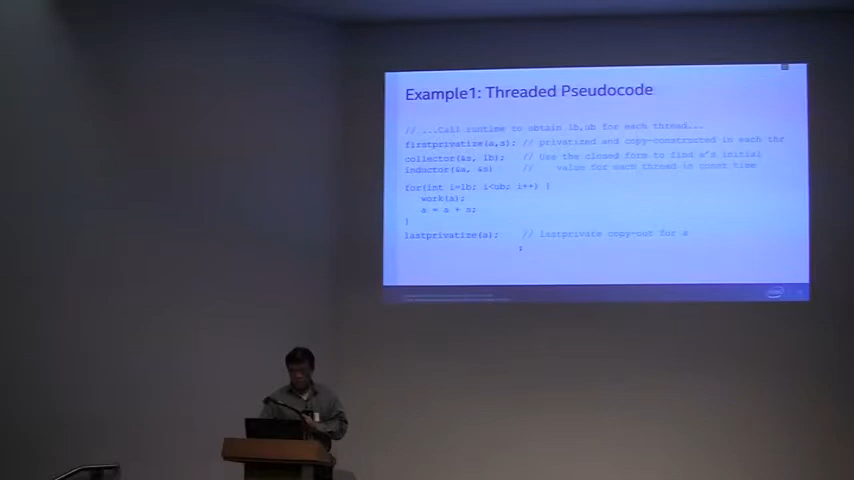 Example1: Threaded Pseudocode
// ...Call runtime to obtain lb,ub for each thread...
firstprivatize(a,s); // privatized and copy-constructed in each thr
collector(&s, lb); // Use the closed form to find a's initial
inductor(&a, &s) // value for each thread in const time
for(int i=lb; i<ub; i++) {
work(a);
a = a + s;
}
lastprivatize(a); // lastprivate copy-out for a
intel